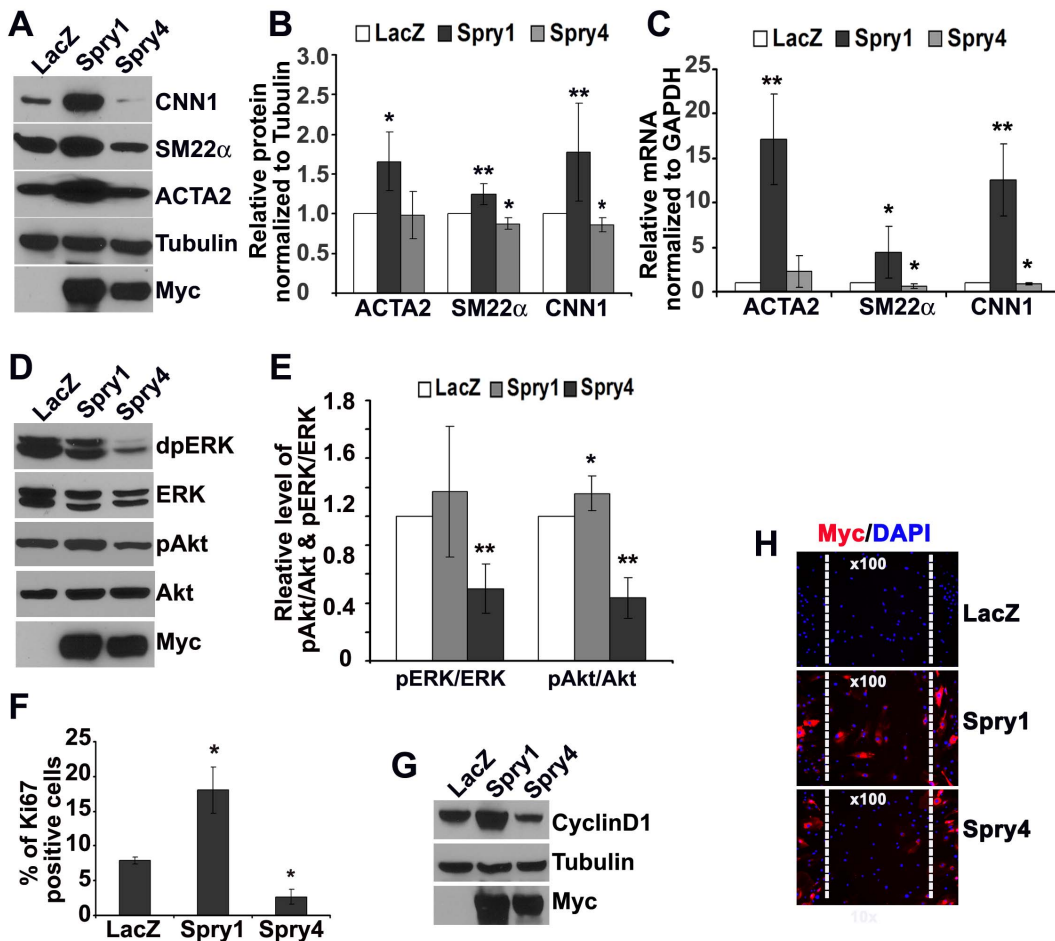 A
LacZ
Spry1
Spry4
CNN1
SM22α
ACTA2
Tubulin
Myc
B
LacZ Spry1 Spry4
Relative protein
normalized to Tubulin
3.0
2.5
2.0
1.5
1.0
0.5
0
* ** **
* *
ACTA2 SM22α CNN1
C
LacZ Spry1 Spry4
Relative mRNA
normalized to GAPDH
25
20
15
10
5
0
** * **
* *
ACTA2 SM22α CNN1
D
LacZ
Spry1
Spry4
dpERK
ERK
pAkt
Akt
Myc
E
LacZ Spry1 Spry4
Rleative level of
pAkt/Akt & pERK/ERK
1.8
1.6
1.2
0.8
0.4
0
** * **
pERK/ERK pAkt/Akt
F
% of Ki67
positive cells
25
20
15
10
5
0
* *
LacZ Spry1 Spry4
G
LacZ
Spry1
Spry4
CyclinD1
Tubulin
Myc
H
Myc/DAPI
x100
LacZ
x100
Spry1
x100
Spry4
10x